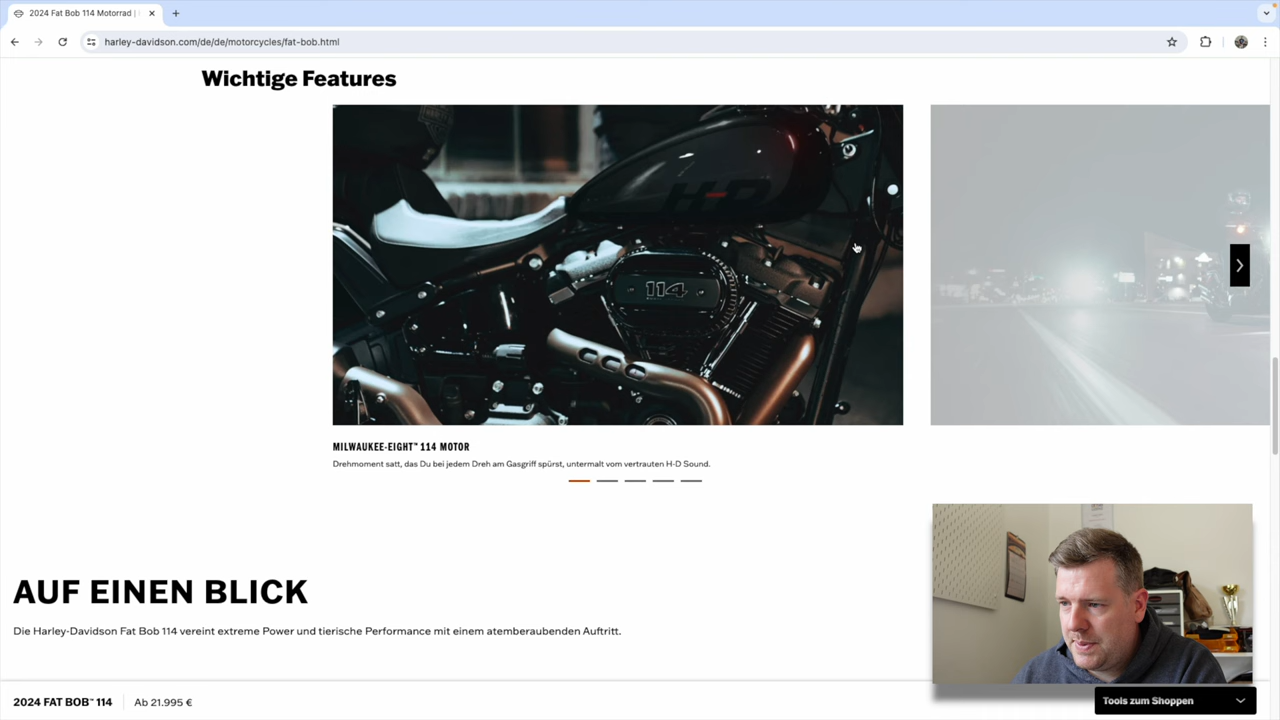 2024 Fat Bob 114 Motorrad |
harley-davidson.com/de/de/motorcycles/fat-bob.html
Wichtige Features
H-D
114
MILWAUKEE-EIGHT™ 114 MOTOR
Drehmoment satt, das Du bei jedem Dreh am Gasgriff spürst, untermalt vom vertrauten H-D Sound.
AUF EINEN BLICK
Die Harley-Davidson Fat Bob 114 vereint extreme Power und tierische Performance mit einem atemberaubenden Auftritt.
2024 FAT BOB™ 114
Ab 21.995 €
Tools zum Shoppen